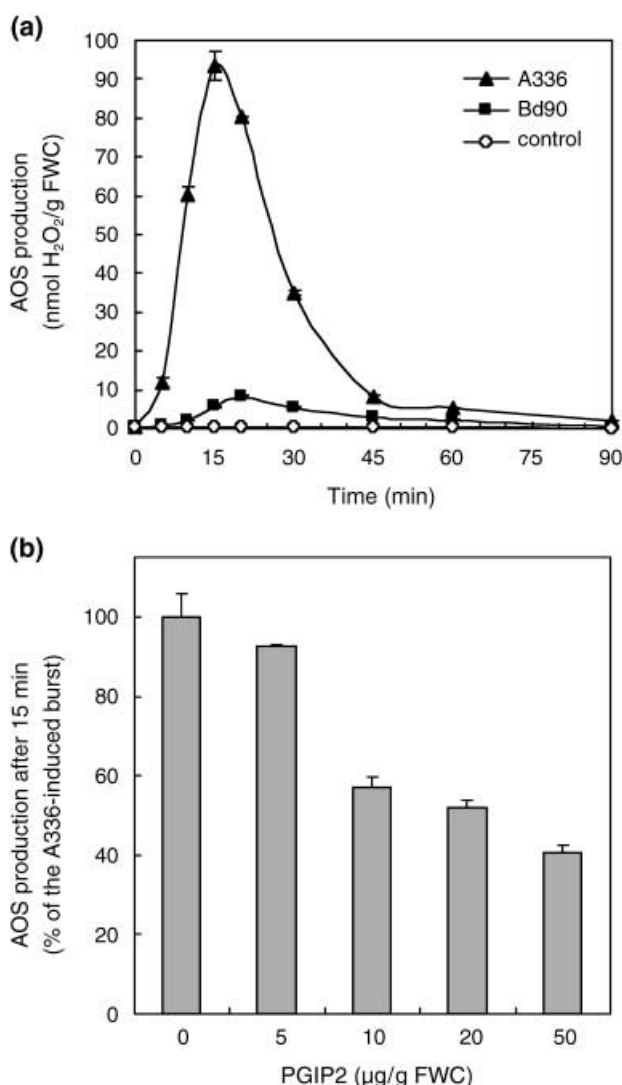 (a)
100
90
80
70
60
50
40
30
20
10
0
AOS production
(nmol H₂O₂/g FWC)
A336
Bd90
control
0 15 30 45 60 75 90
Time (min)
(b)
100
80
60
40
20
0
AOS production after 15 min
(% of the A336-induced burst)
0 5 10 20 50
PGIP2 (µg/g FWC)